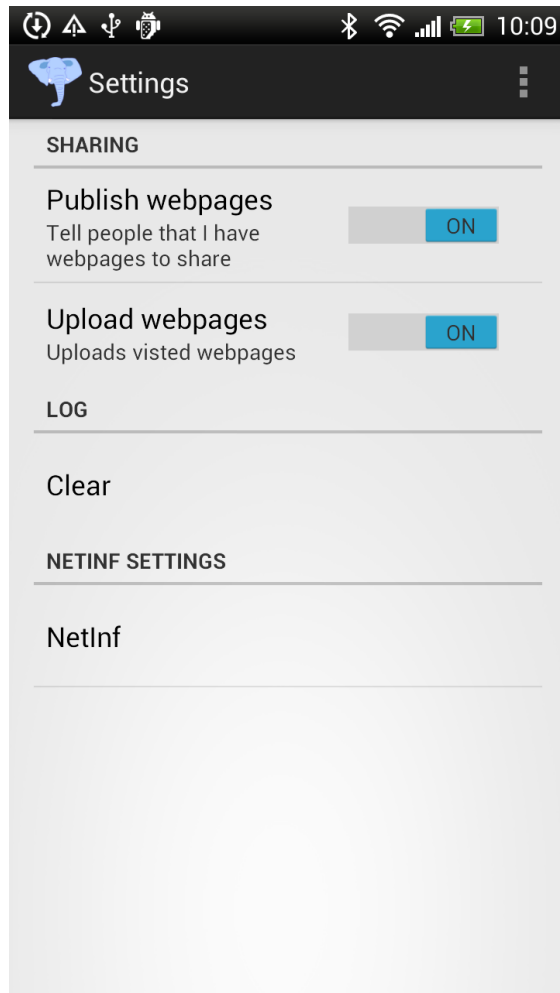 10:09
Settings
SHARING
Publish webpages
Tell people that I have
webpages to share
ON
Upload webpages
Uploads visted webpages
ON
LOG
Clear
NETINF SETTINGS
NetInf